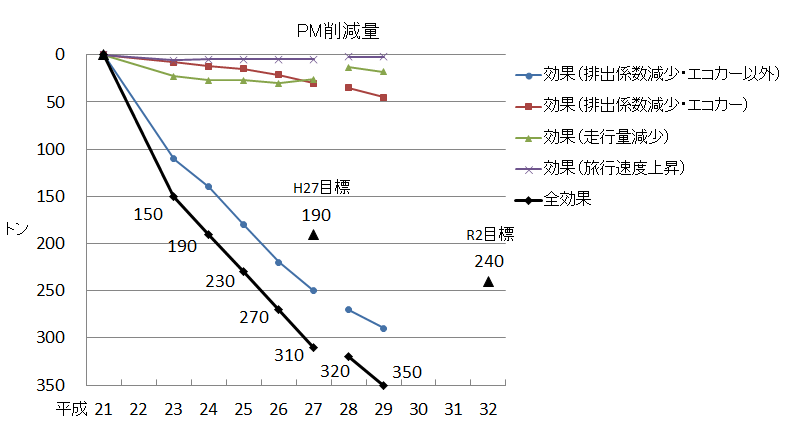 PM削減量
0
50
100
150
200
250
300
350
トン
150
190
230
270
310
320
350
H27目標
190
R2目標
240
平成 21 22 23 24 25 26 27 28 29 30 31 32
効果(排出係数減少・エコカー以外)
効果(排出係数減少・エコカー)
効果(走行量減少)
効果(旅行速度上昇)
全効果